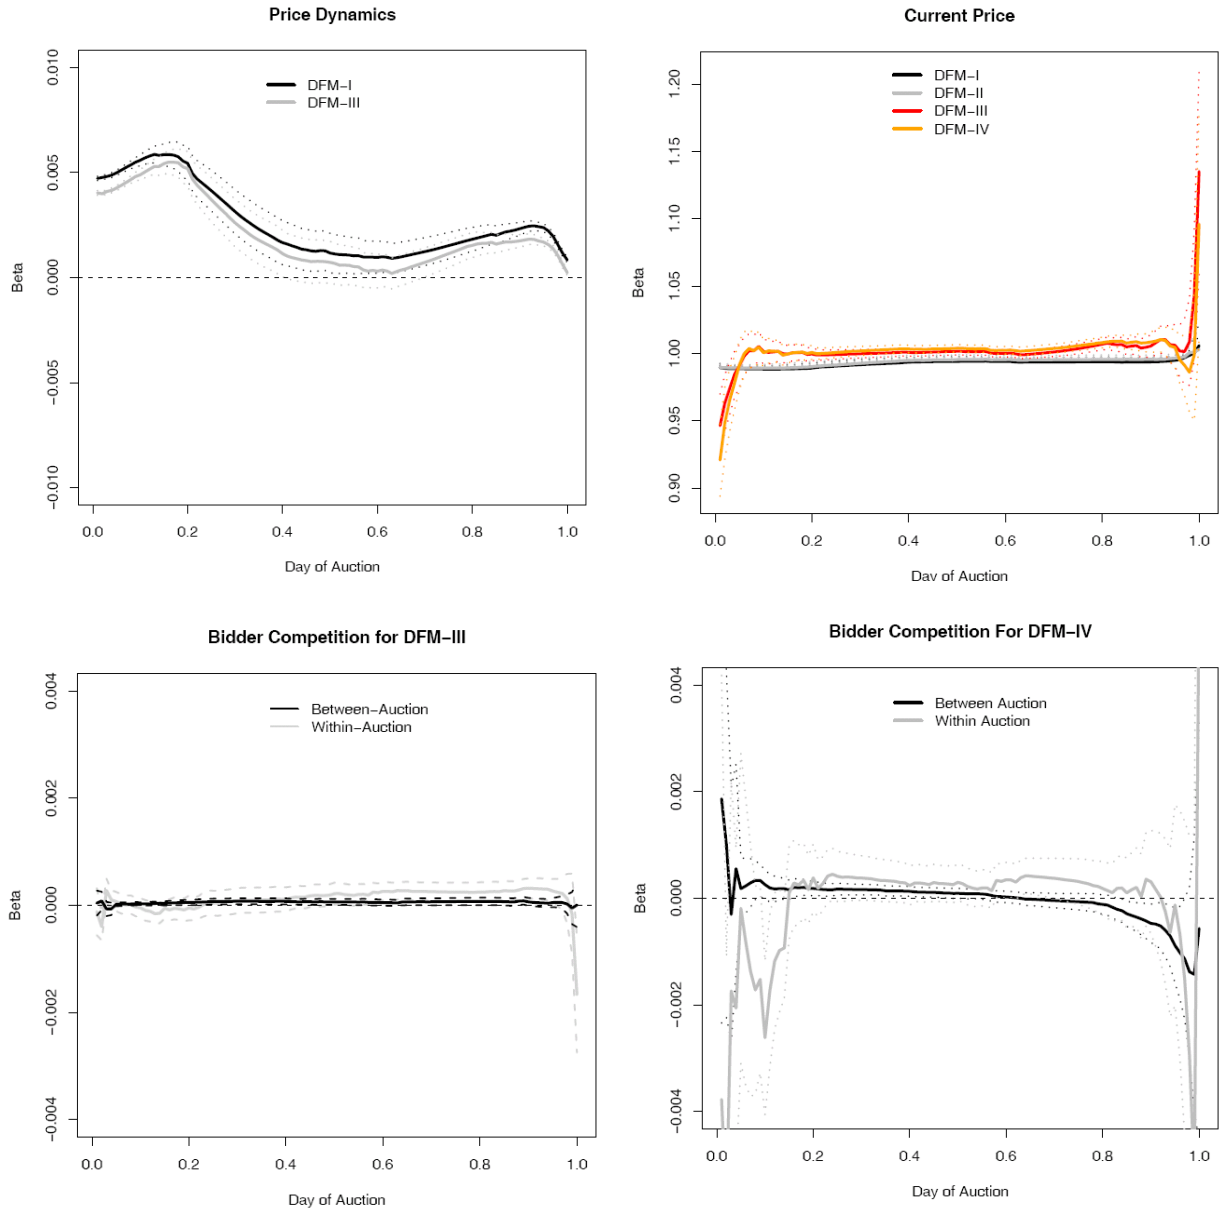 Price Dynamics
0.010
0.005
0.000
−0.005
−0.010
Beta
DFM−I
DFM−III
0.0 0.2 0.4 0.6 0.8 1.0
Day of Auction
Current Price
1.20
1.15
1.10
1.05
1.00
0.95
0.90
Beta
DFM−I
DFM−II
DFM−III
DFM−IV
0.0 0.2 0.4 0.6 0.8 1.0
Day of Auction
Bidder Competition for DFM−III
0.004
0.002
0.000
−0.002
−0.004
Beta
Between−Auction
Within−Auction
0.0 0.2 0.4 0.6 0.8 1.0
Day of Auction
Bidder Competition For DFM−IV
0.004
0.002
0.000
−0.002
−0.004
Beta
Between Auction
Within Auction
0.0 0.2 0.4 0.6 0.8 1.0
Day of Auction